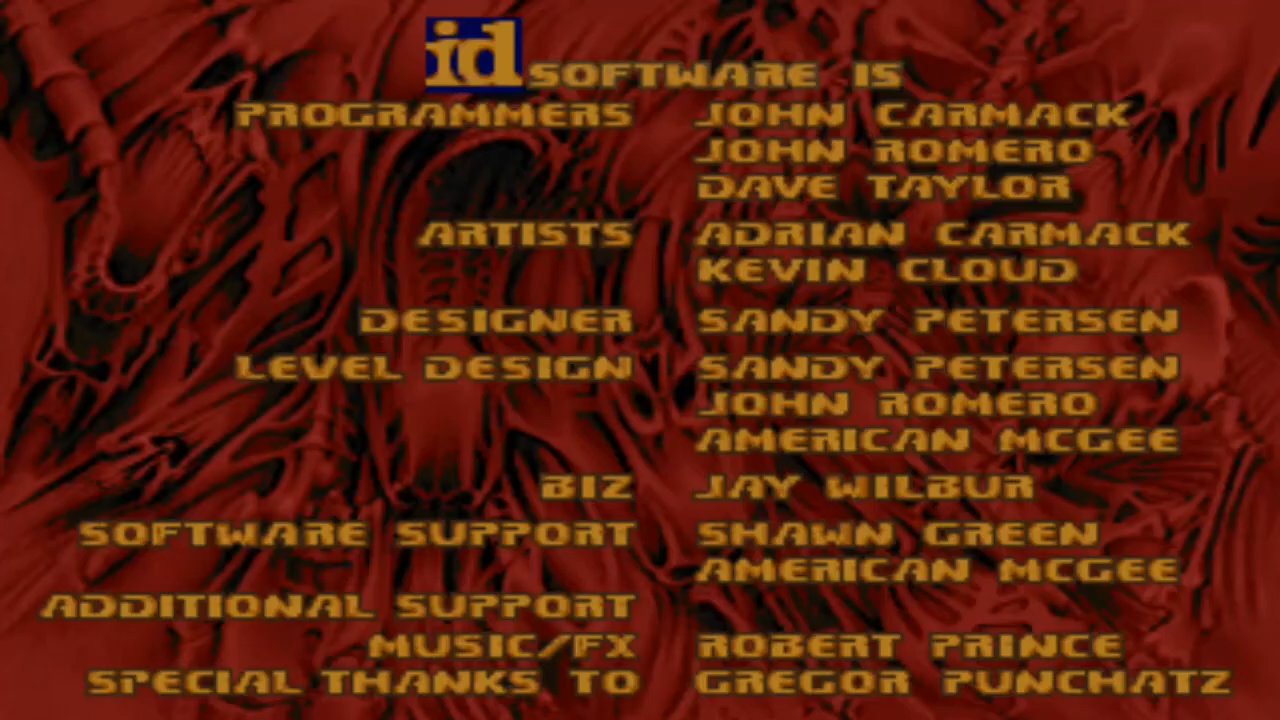 id SOFTWARE IS
PROGRAMMERS JOHN CARMACK
JOHN ROMERO
DAVE TAYLOR
ARTISTS ADRIAN CARMACK
KEVIN CLOUD
DESIGNER SANDY PETERSEN
LEVEL DESIGN SANDY PETERSEN
JOHN ROMERO
AMERICAN MCGEE
BIZ JAY WILBUR
SOFTWARE SUPPORT SHAWN GREEN
AMERICAN MCGEE
ADDITIONAL SUPPORT
MUSIC/FX ROBERT PRINCE
SPECIAL THANKS TO GREGOR PUNCHATZ